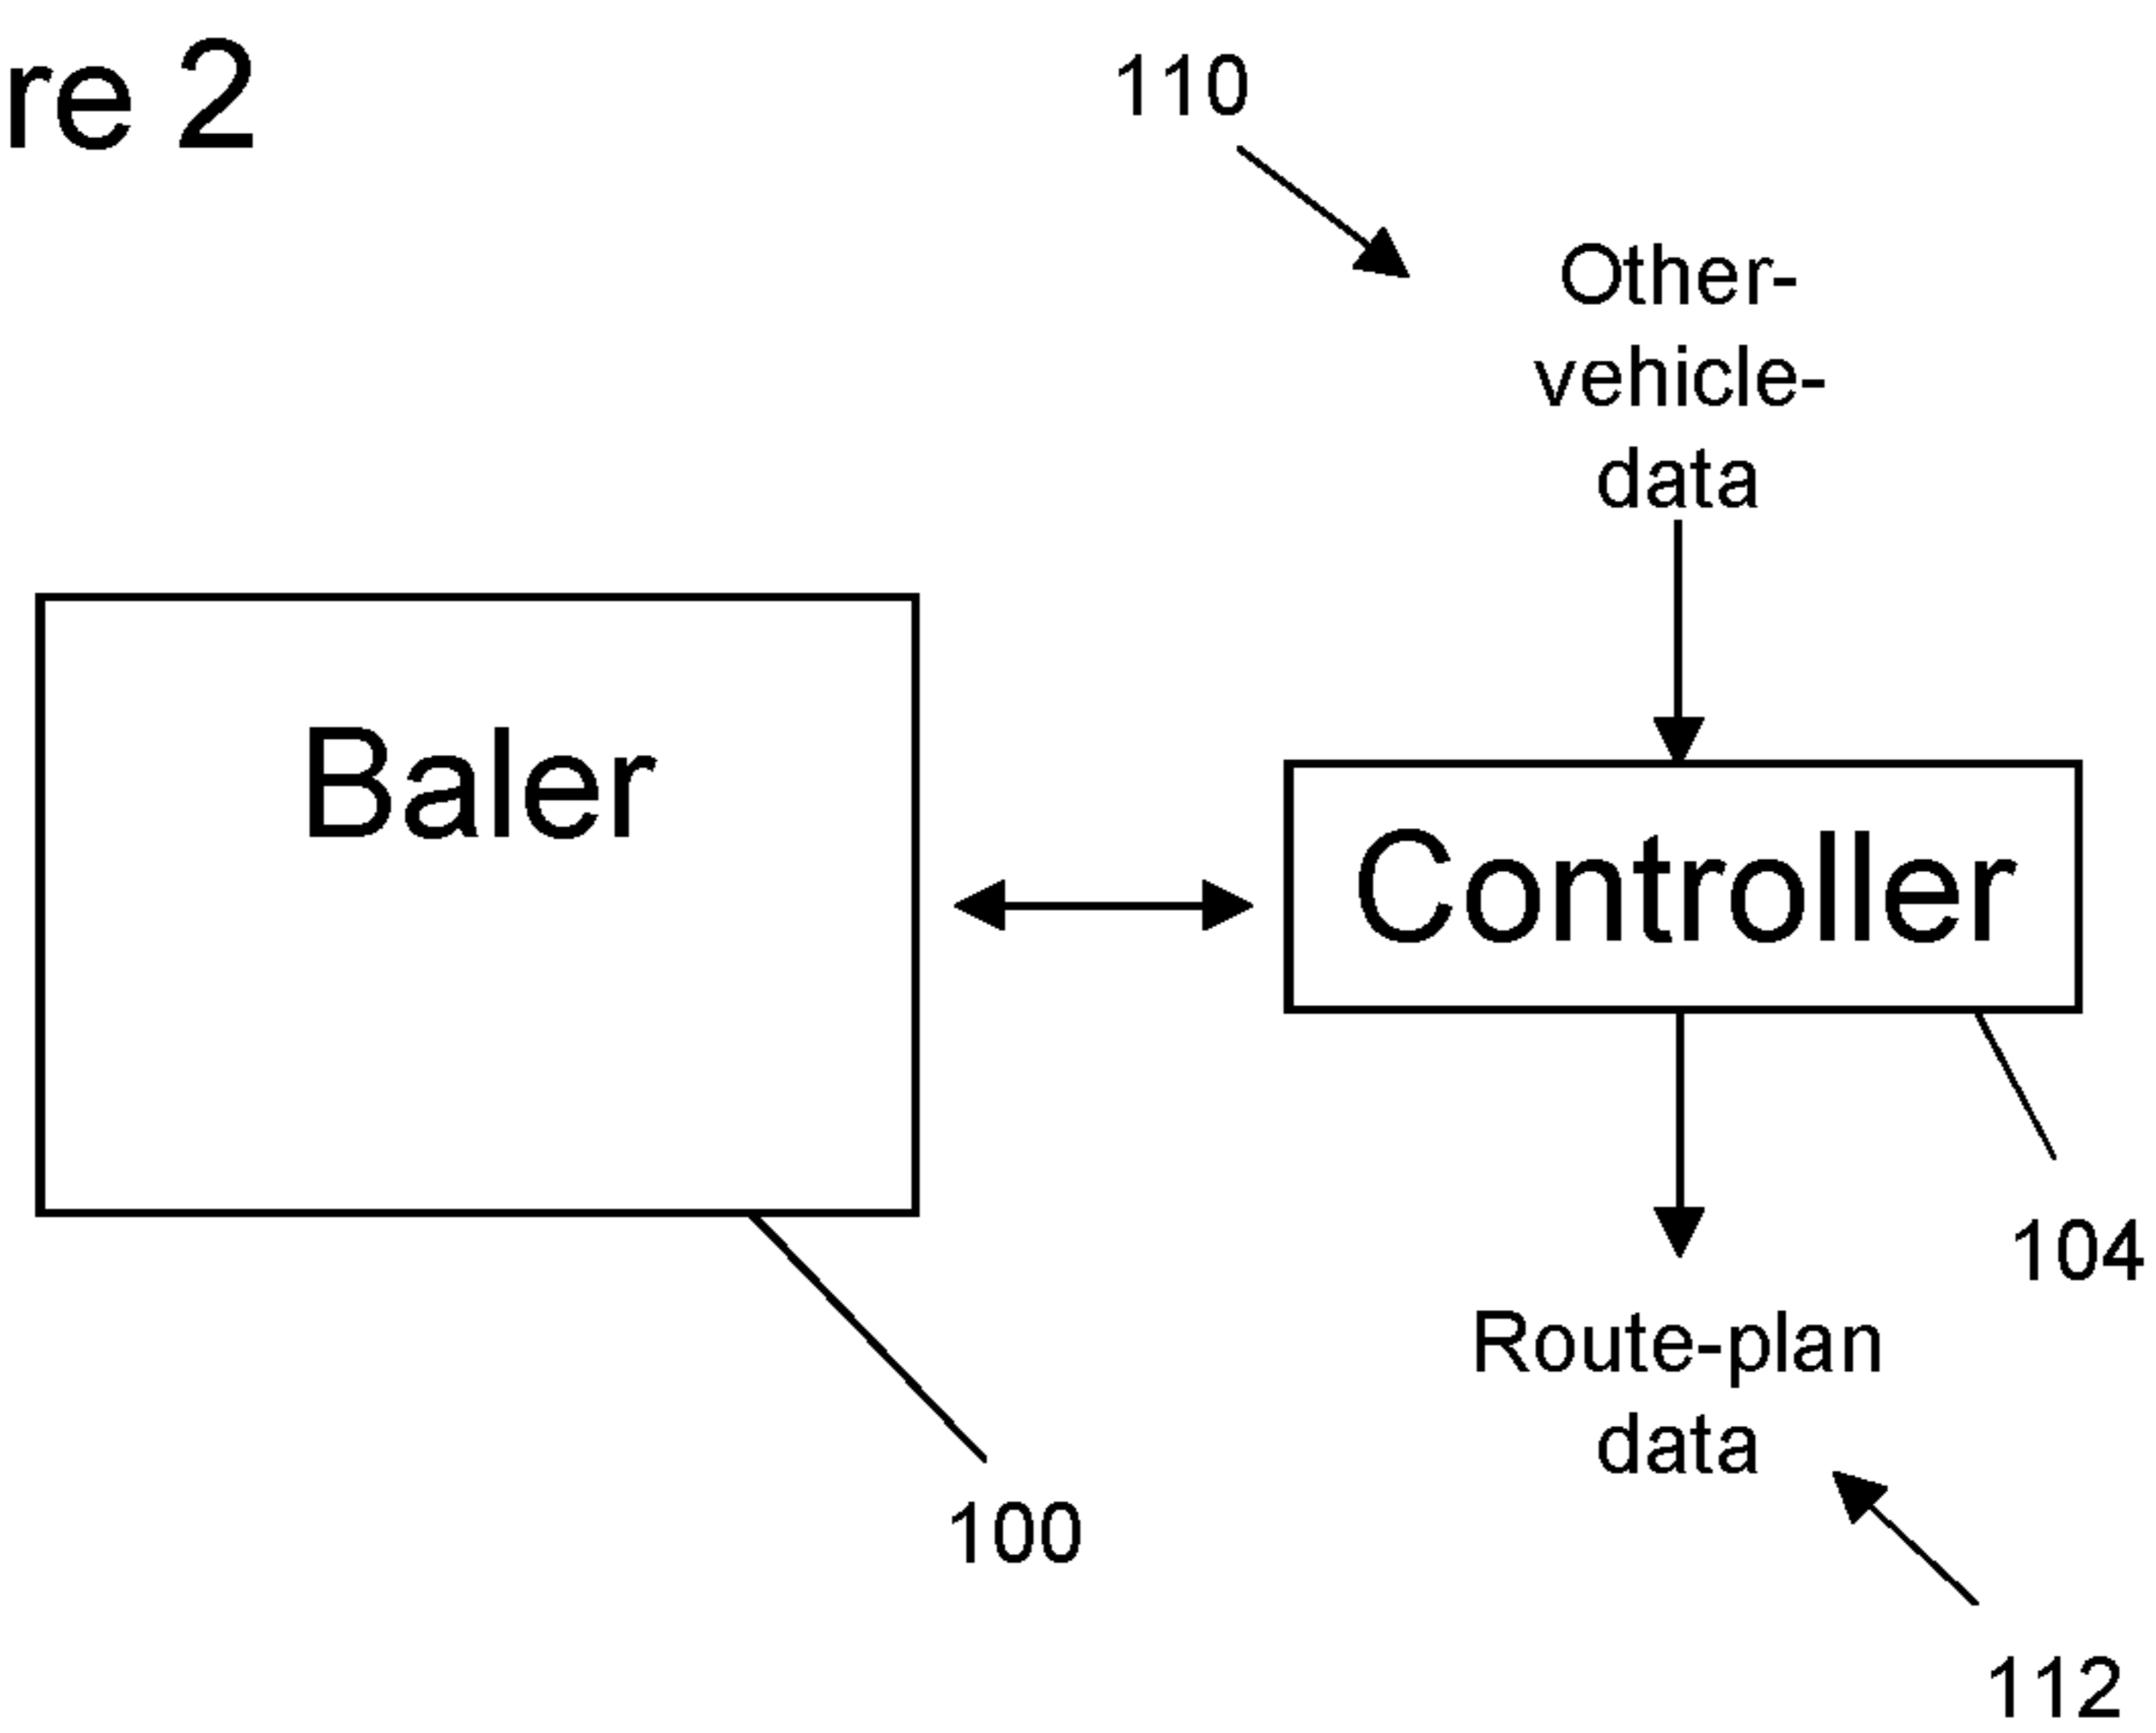 re 2
110
Other-
vehicle-
data
Baler
Controller
104
Route-plan
data
100
112